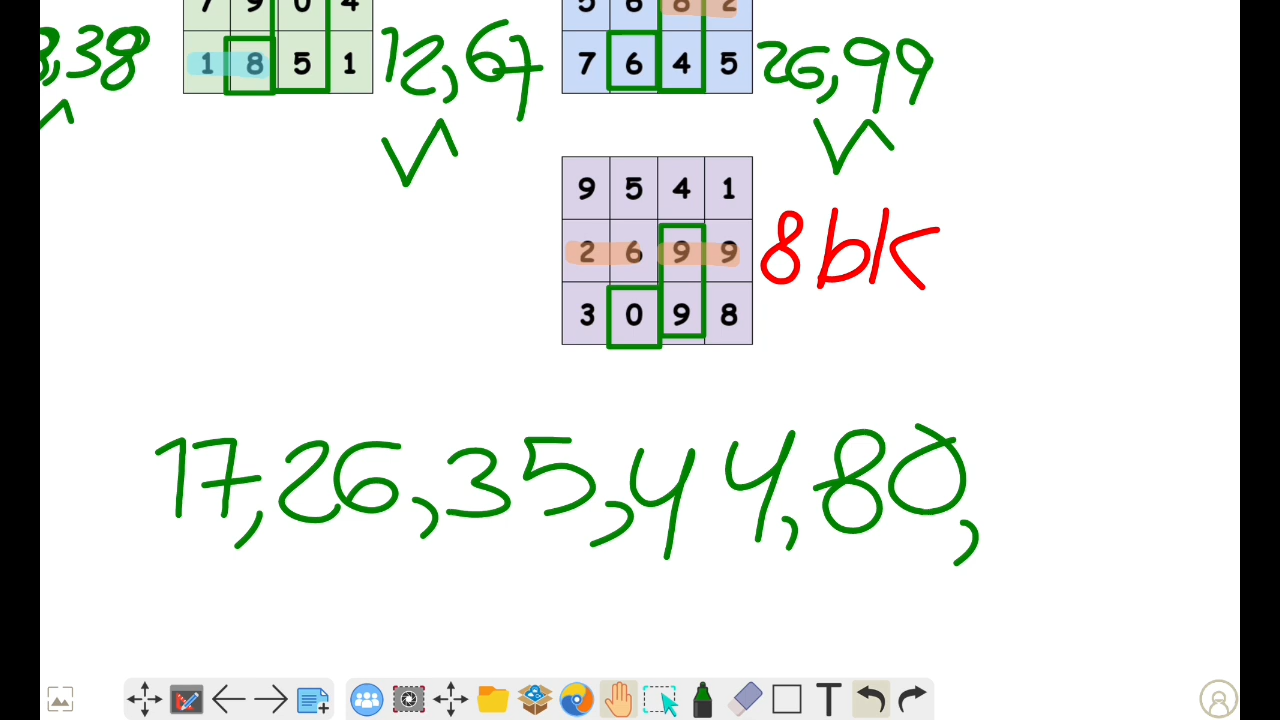 7 9 0 4
5 6 8 2
8,38
1 8 5 1
12,67
7 6 4 5
26,99
9 5 4 1
2 6 9 9
8bk
3 0 9 8
17,26,35,44,80,
T